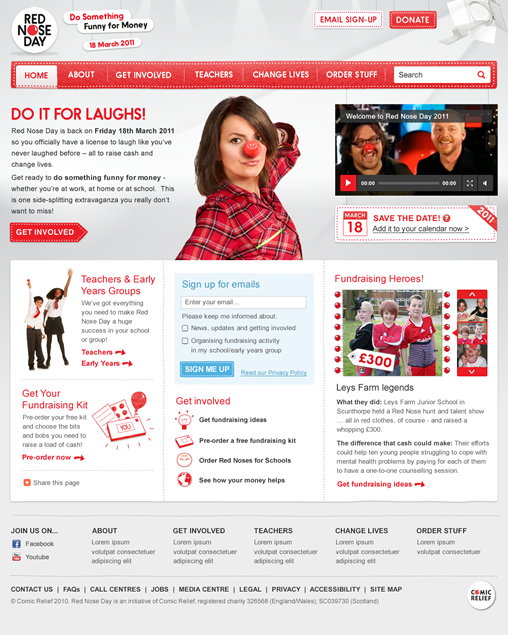 RED NOSE DAY
Do Something
Funny for Money
18 March 2011
EMAIL SIGN-UP
DONATE
HOME
ABOUT
GET INVOLVED
TEACHERS
CHANGE LIVES
ORDER STUFF
Search
DO IT FOR LAUGHS!
Red Nose Day is back on Friday 18th March 2011
so you officially have a license to laugh like you've
never laughed before – all to raise cash and
change lives.
Get ready to do something funny for money -
whether you're at work, at home or at school. This
is one side-splitting extravaganza you really don't
want to miss!
GET INVOLVED
Welcome to Red Nose Day 2011
00:00
00:00
MARCH
18
SAVE THE DATE! ?
Add it to your calendar now >
2011
Teachers & Early
Years Groups
We've got everything
you need to make Red
Nose Day a huge
success in your school
or group!
Teachers
Early Years
Get Your
Fundraising Kit
Pre-order your free kit
and choose the bits
and bobs you need to
raise a load of cash!
Pre-order now
YOU
Share this page
Sign up for emails
Enter your email...
Please keep me informed about:
News, updates and getting invovled
Organising fundraising activity
in my school/early years group
SIGN ME UP
Read our Privacy Policy
Get involved
Get fundraising ideas
Pre-order a free fundraising kit
Order Red Noses for Schools
See how your money helps
Fundraising Heroes!
£300
Leys Farm legends
What they did: Leys Farm Junior School in
Scunthorpe held a Red Nose hunt and talent show
... all in red clothes, of course - and raised a
whopping £300.
The difference that cash could make: Their efforts
could help ten young people struggling to cope with
mental health problems by paying for each of them
to have a one-to-one counselling session.
Get fundraising ideas
JOIN US ON...
Facebook
Youtube
ABOUT
Lorem ipsum
volutpat consectetuer
adipiscing elit
GET INVOLVED
Lorem ipsum
volutpat consectetuer
adipiscing elit
TEACHERS
Lorem ipsum
volutpat consectetuer
adipiscing elit
CHANGE LIVES
Lorem ipsum
volutpat consectetuer
adipiscing elit
ORDER STUFF
Lorem ipsum
volutpat consectetuer
CONTACT US | FAQs | CALL CENTRES | JOBS | MEDIA CENTRE | LEGAL | PRIVACY | ACCESSIBILITY | SITE MAP
© Comic Relief 2010. Red Nose Day is an initiative of Comic Relief, registered charity 326568 (England/Wales); SC039730 (Scotland)
COMIC
RELIEF